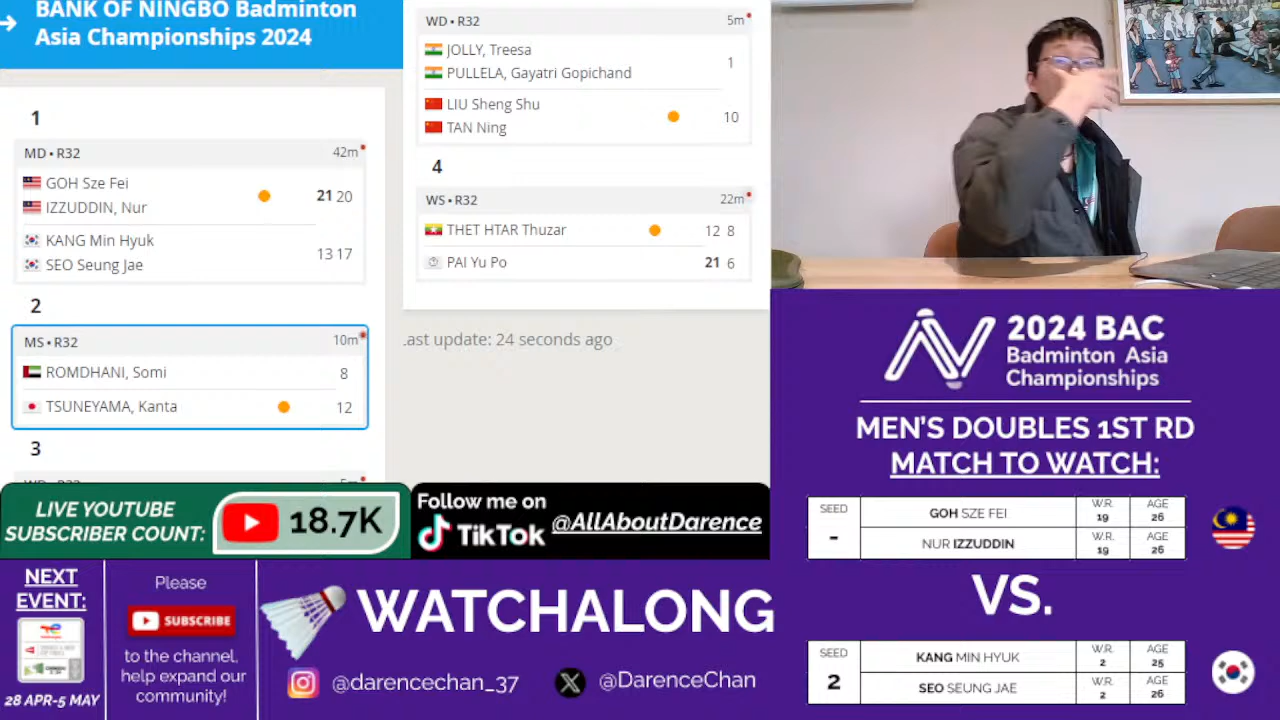 BANK OF NINGBO Badminton
Asia Championships 2024
1
MD • R32 42m
GOH Sze Fei
IZZUDDIN, Nur
21 20
KANG Min Hyuk
SEO Seung Jae
13 17
2
MS • R32 10m
ROMDHANI, Somi 8
TSUNEYAMA, Kanta 12
3
WD • R32 5m
JOLLY, Treesa
PULLELA, Gayatri Gopichand
1
LIU Sheng Shu
TAN Ning
10
4
WS • R32 22m
THET HTAR Thuzar 12 8
PAI Yu Po 21 6
ast update: 24 seconds ago
LIVE YOUTUBE
SUBSCRIBER COUNT:
18.7K
Follow me on
TikTok
@AllAboutDarence
NEXT
EVENT:
28 APR-5 MAY
Please
SUBSCRIBE
to the channel,
help expand our
community!
WATCHALONG
@darencechan_37
@DarenceChan
2024 BAC
Badminton Asia
Championships
MEN'S DOUBLES 1ST RD
MATCH TO WATCH:
SEED
-
GOH SZE FEI W.R. 19 AGE 26
NUR IZZUDDIN W.R. 19 AGE 26
VS.
SEED
2
KANG MIN HYUK W.R. 2 AGE 25
SEO SEUNG JAE W.R. 2 AGE 26